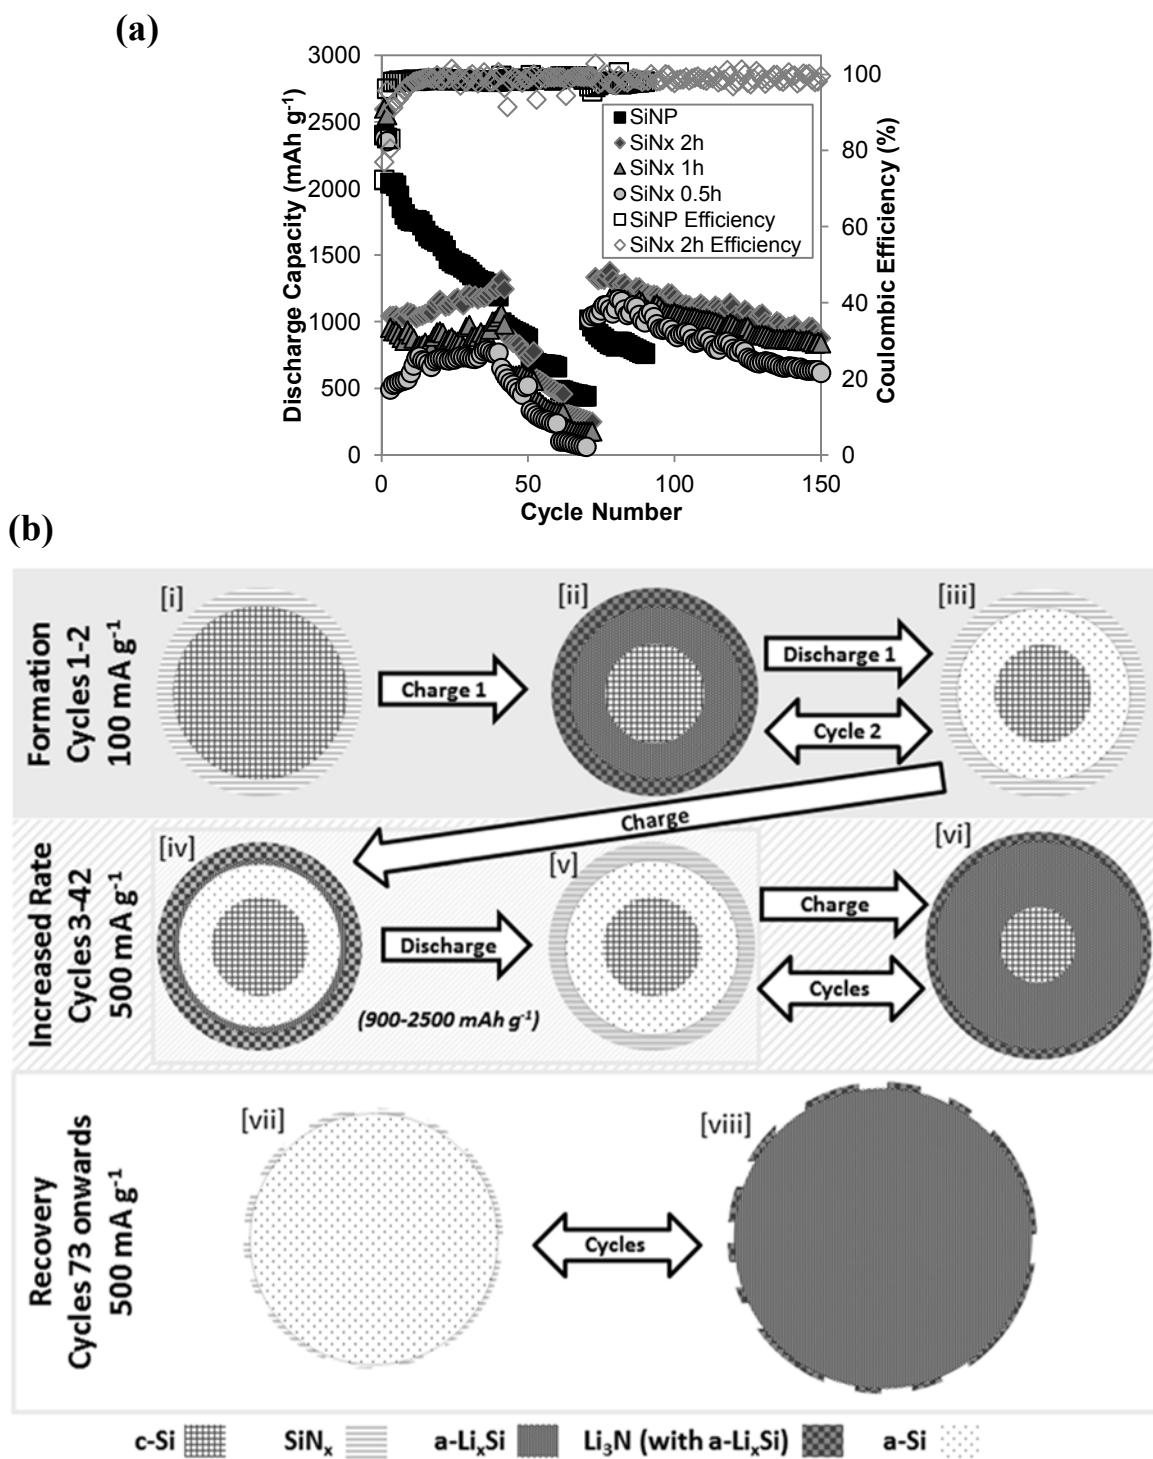 (a)
3000
2500
2000
1500
1000
500
0
Discharge Capacity (mAh g⁻¹)
100
80
60
40
20
0
Coulombic Efficiency (%)
SiNP
SiNx 2h
SiNx 1h
SiNx 0.5h
SiNP Efficiency
SiNx 2h Efficiency
0 50 100 150
Cycle Number
(b)
Formation
Cycles 1-2
100 mA g⁻¹
[i]
[ii]
[iii]
Charge 1
Discharge 1
Cycle 2
Charge
Increased Rate
Cycles 3-42
500 mA g⁻¹
[iv]
[v]
[vi]
Discharge
(900-2500 mAh g⁻¹)
Charge
Cycles
Recovery
Cycles 73 onwards
500 mA g⁻¹
[vii]
[viii]
Cycles
c-Si SiNₓ a-LiₓSi Li₃N (with a-LiₓSi) a-Si